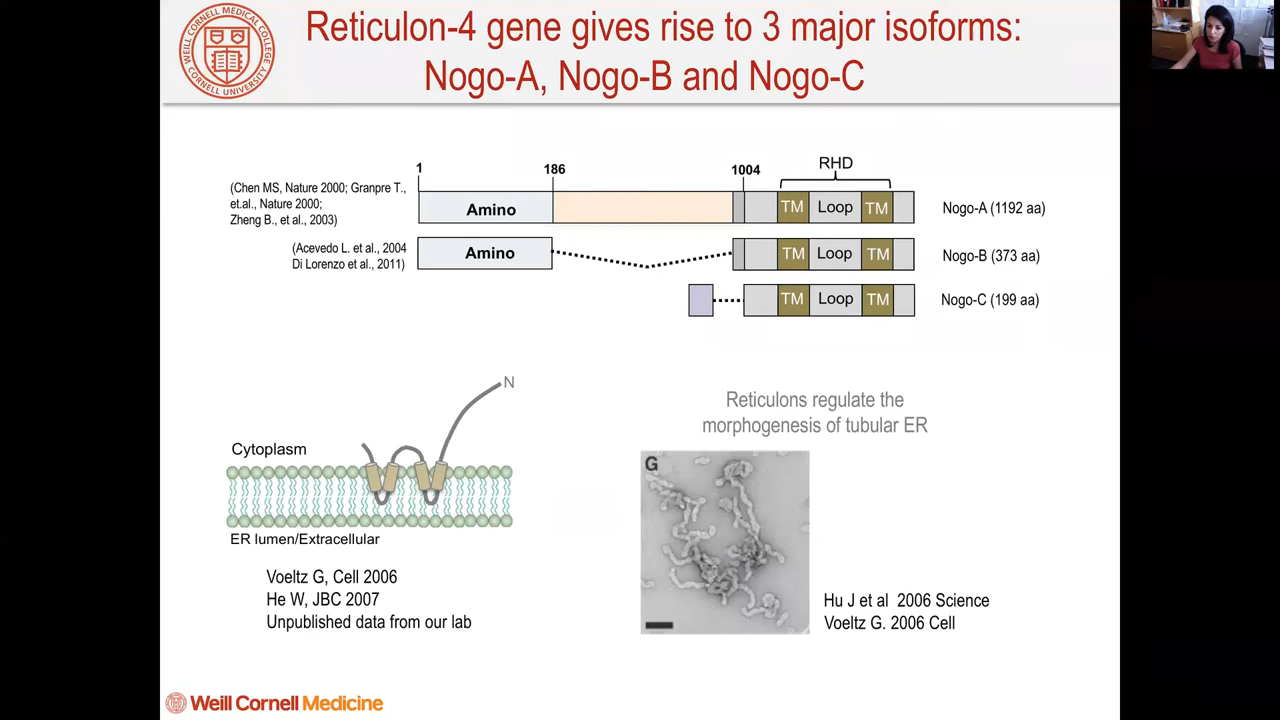 Reticulon-4 gene gives rise to 3 major isoforms:
Nogo-A, Nogo-B and Nogo-C
1
186
1004
RHD
(Chen MS, Nature 2000; Granpre T.,
et.al., Nature 2000;
Zheng B., et al., 2003)
Amino
TM
Loop
TM
Nogo-A (1192 aa)
(Acevedo L. et al., 2004
Di Lorenzo et al., 2011)
Amino
TM
Loop
TM
Nogo-B (373 aa)
TM
Loop
TM
Nogo-C (199 aa)
N
Cytoplasm
ER lumen/Extracellular
Voeltz G, Cell 2006
He W, JBC 2007
Unpublished data from our lab
Reticulons regulate the
morphogenesis of tubular ER
G
Hu J et al 2006 Science
Voeltz G. 2006 Cell
WEILL CORNELL MEDICAL COLLEGE
CORNELL UNIVERSITY
Weill Cornell Medicine